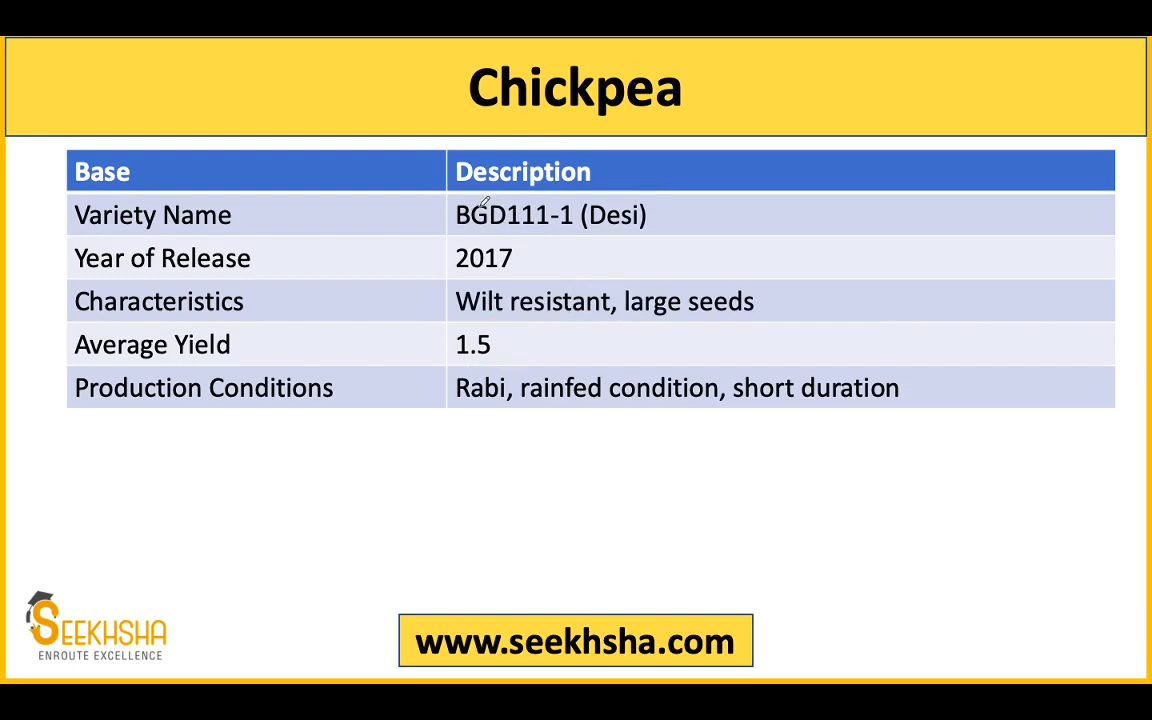 Chickpea
Base Description
Variety Name BGD111-1 (Desi)
Year of Release 2017
Characteristics Wilt resistant, large seeds
Average Yield 1.5
Production Conditions Rabi, rainfed condition, short duration
SEEKHSHA
ENROUTE EXCELLENCE
www.seekhsha.com